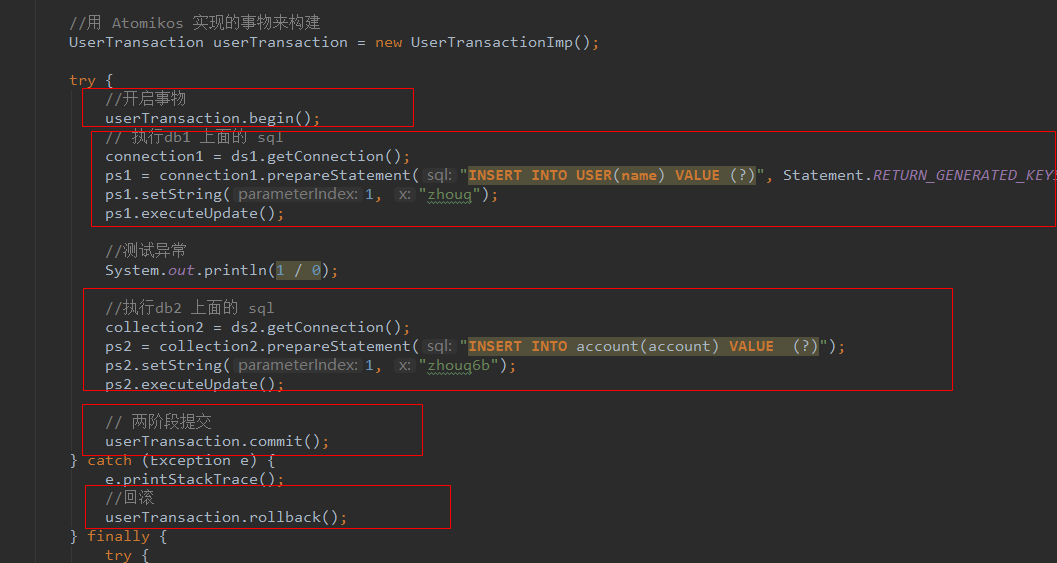 //用 Atomikos 实现的事物来构建
UserTransaction userTransaction = new UserTransactionImp();
try {
//开启事物
userTransaction.begin();
// 执行db1 上面的 sql
connection1 = ds1.getConnection();
ps1 = connection1.prepareStatement( sql: "INSERT INTO USER(name) VALUE (?)", Statement.RETURN_GENERATED_KEYS
ps1.setString( parameterIndex: 1, x: "zhouq");
ps1.executeUpdate();
//测试异常
System.out.println(1 / 0);
//执行db2 上面的 sql
collection2 = ds2.getConnection();
ps2 = collection2.prepareStatement( sql: "INSERT INTO account(account) VALUE  (?)");
ps2.setString( parameterIndex: 1, x: "zhouq6b");
ps2.executeUpdate();
// 两阶段提交
userTransaction.commit();
} catch (Exception e) {
e.printStackTrace();
//回滚
userTransaction.rollback();
} finally {
try {